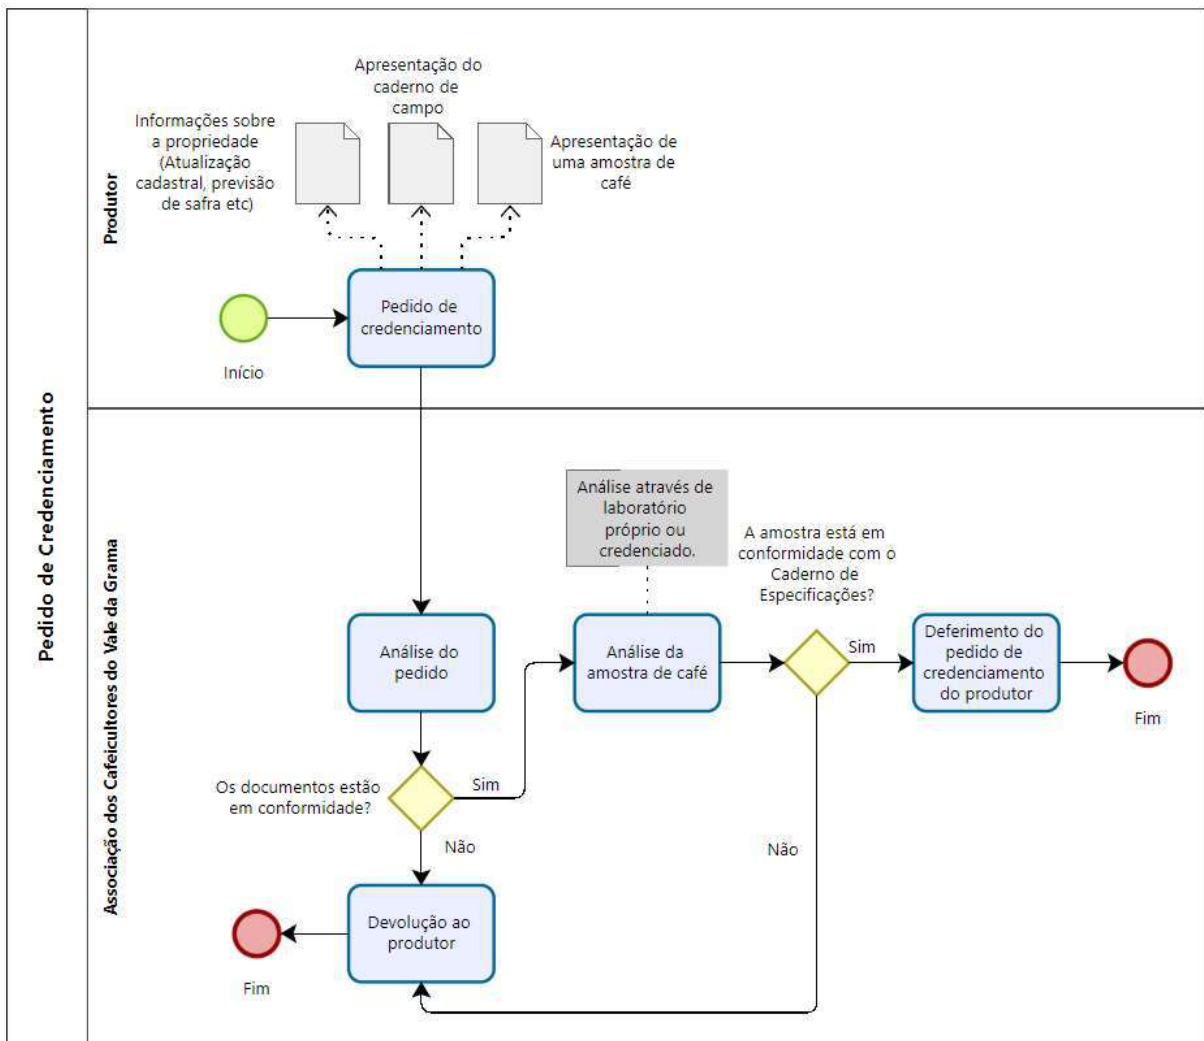 Pedido de Credenciamento
Produtor
Informações sobre
a propriedade
(Atualização
cadastral, previsão
de safra etc)
Apresentação do
caderno de
campo
Apresentação de
uma amostra de
café
Início
Pedido de
credenciamento
Associação dos Cafeicultores do Vale da Grama
Análise do
pedido
Os documentos estão
em conformidade?
Sim
Não
Devolução ao
produtor
Fim
Análise através de
laboratório
próprio ou
credenciado.
Análise da
amostra de café
A amostra está em
conformidade com o
Caderno de
Especificações?
Sim
Não
Deferimento do
pedido de
credenciamento
do produtor
Fim